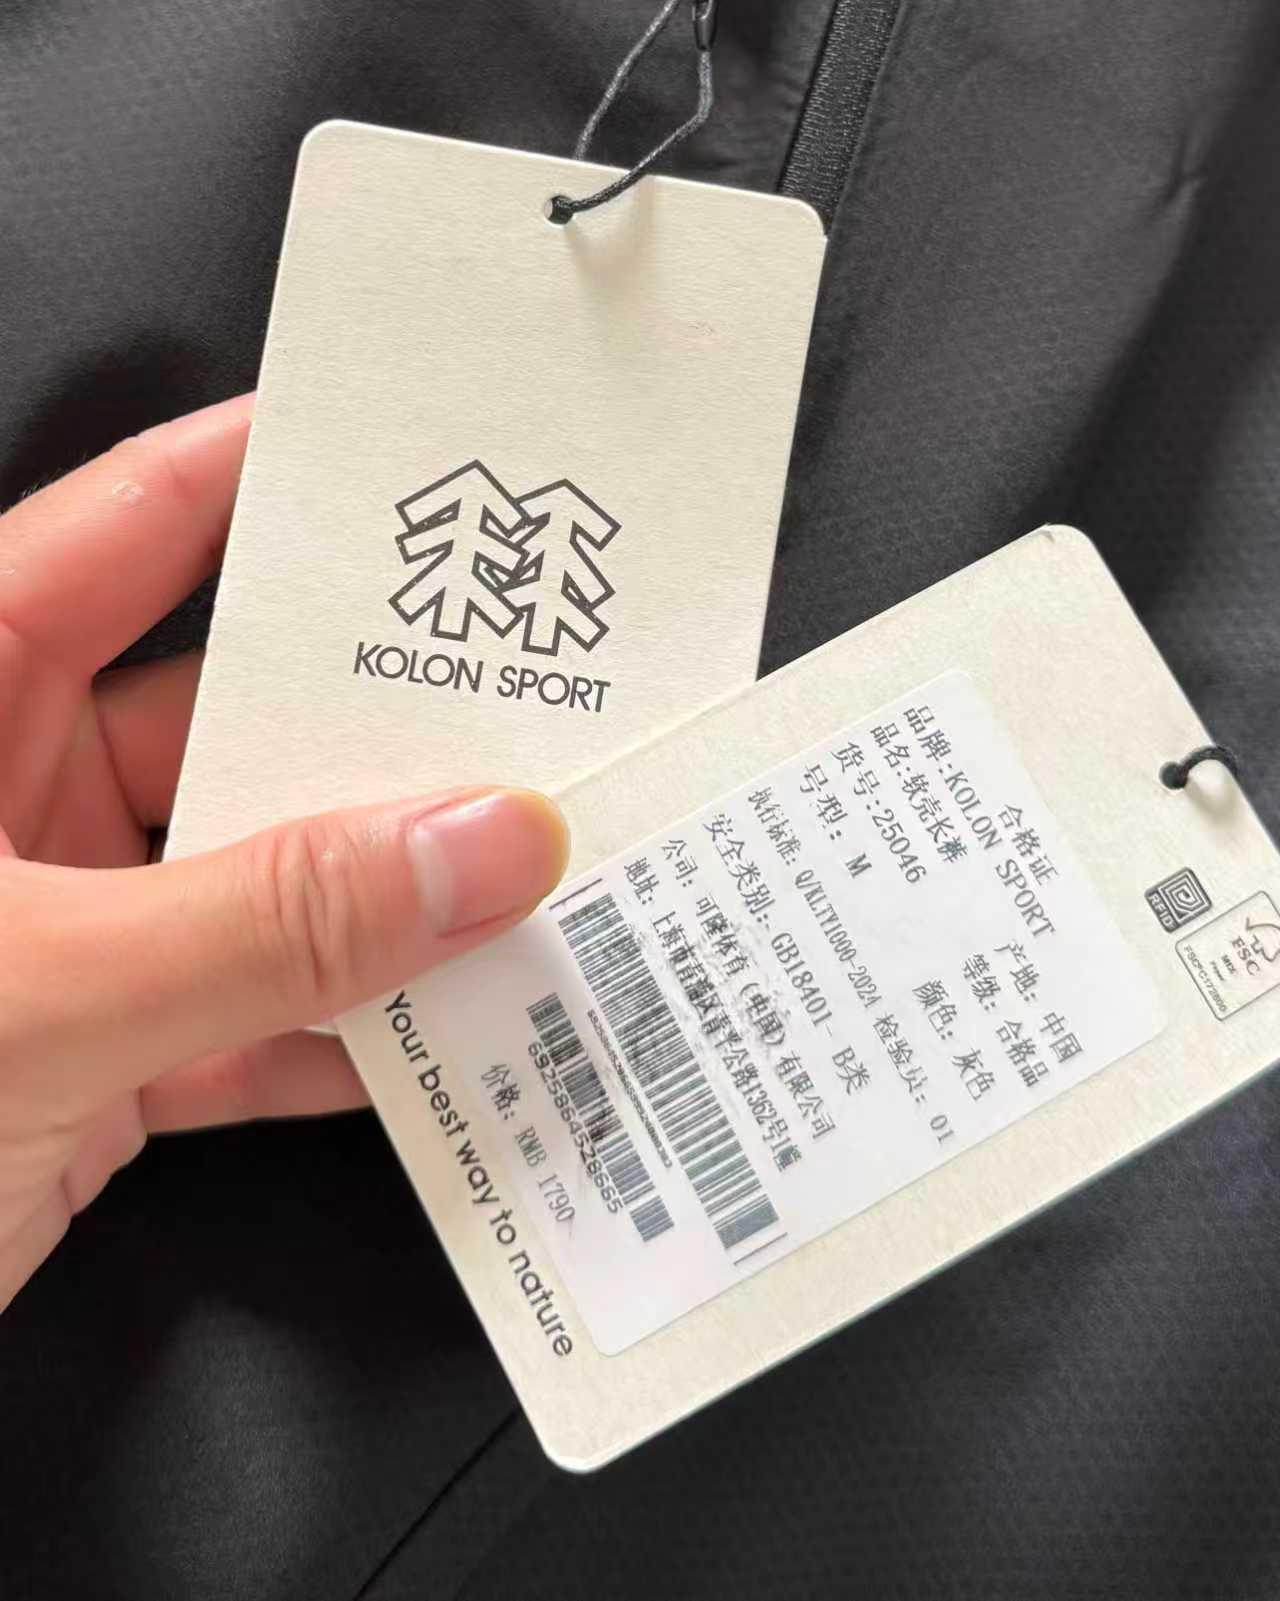 KOLON SPORT
合格证
品牌:KOLON SPORT
品名:软壳长裤
货号:25046
号型: M
产地: 中国
等级: 合格品
颜色: 灰色
执行标准: Q/KLTY1000-2024 检验员: 01
安全类别: GB18401- B类
公司: 可隆体育(中国)有限公司
地址: 上海市青浦区青平公路1362号1幢
6925864528665
价格: RMB 1790
Your best way to nature
RFID
FSC
MIX